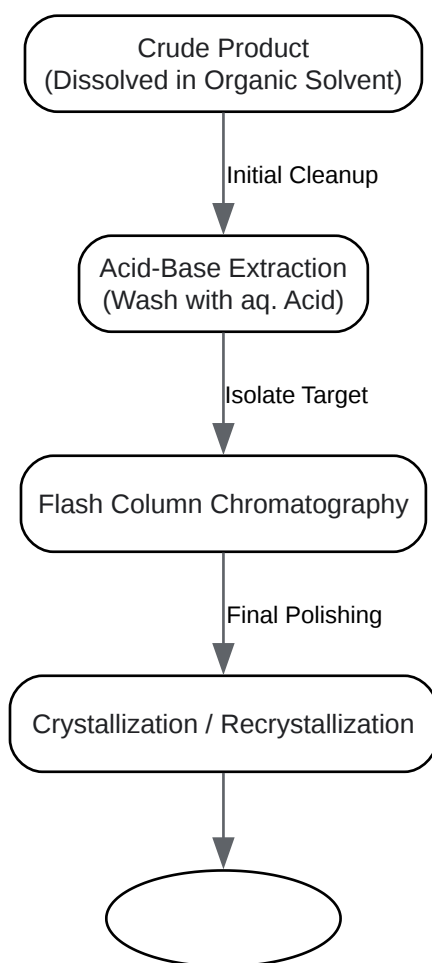 Crude Product
(Dissolved in Organic Solvent)
Initial Cleanup
Acid-Base Extraction
(Wash with aq. Acid)
Isolate Target
Flash Column Chromatography
Final Polishing
Crystallization / Recrystallization